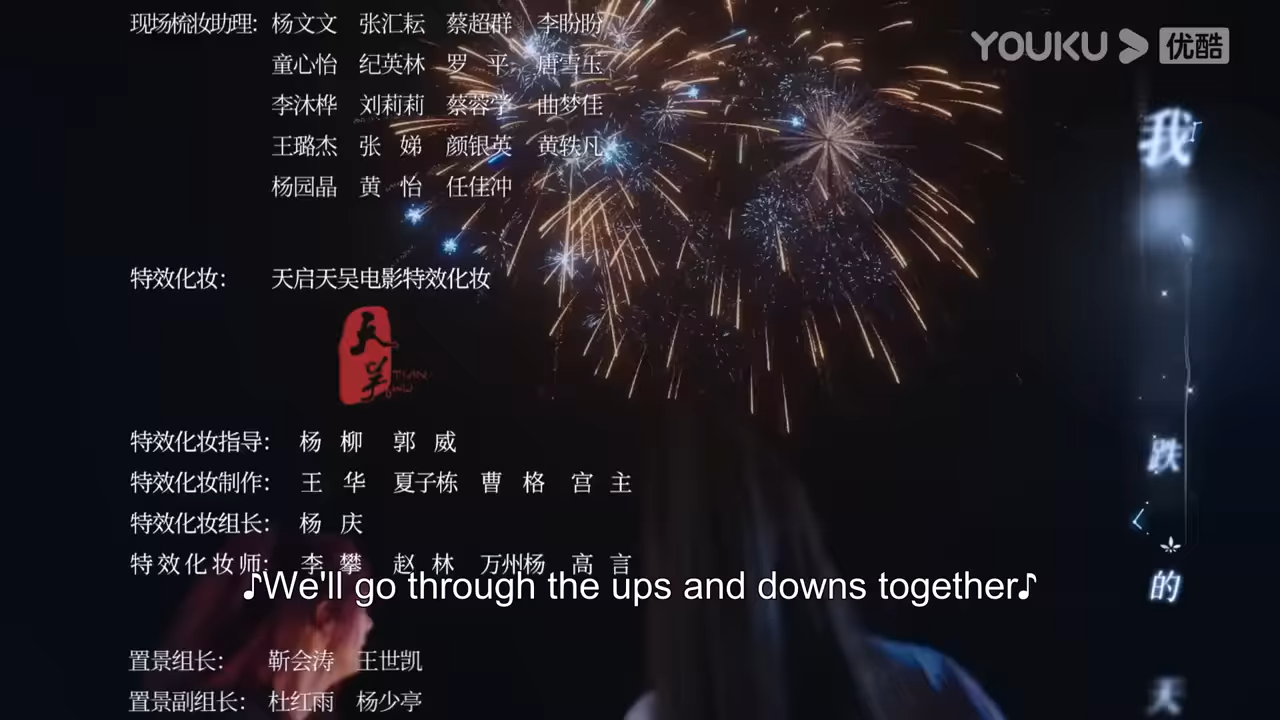 现场梳妆助理: 杨文文 张汇耘 蔡超群 李盼盼
童心怡 纪英林 罗 平 唐雪玉
李沐桦 刘莉莉 蔡蓉学 曲梦佳
王璐杰 张 娣 颜银英 黄轶凡
杨园晶 黄 怡 任佳冲
特效化妆: 天启天吴电影特效化妆
天吴
TIAN
WU
特效化妆指导: 杨 柳 郭 威
特效化妆制作: 王 华 夏子栋 曹 格 宫 主
特效化妆组长: 杨 庆
特效化妆师: 李 攀 赵 林 万州杨 高 言
♪We'll go through the ups and downs together♪
置景组长: 靳会涛 王世凯
置景副组长: 杜红雨 杨少亭
YOUKU 优酷
我
跌
的
天